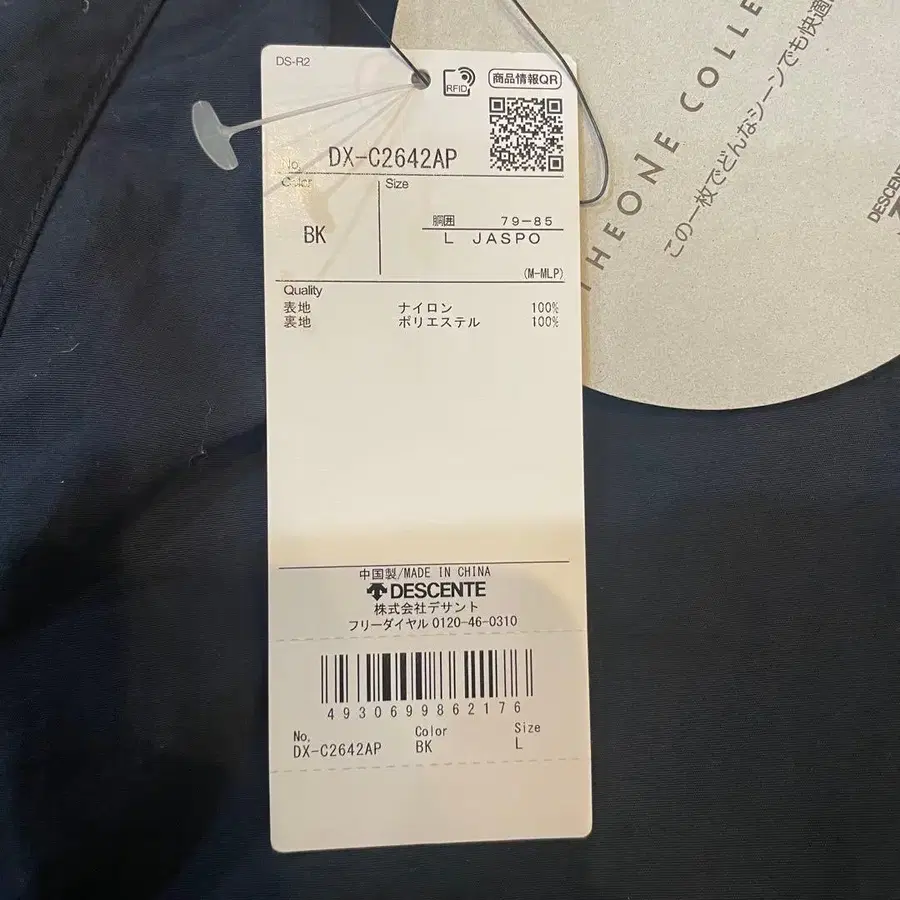 DS-R2
RFID
商品情報QR
No. DX-C2642AP
Color
Size
BK
胴囲 79-85
L JASPO
(M-MLP)
Quality
表地 ナイロン 100%
裏地 ポリエステル 100%
中国製/MADE IN CHINA
DESCENTE
株式会社デサント
フリーダイヤル 0120-46-0310
4930699862176
No. Color Size
DX-C2642AP BK L
THEONE
この一枚でどんなシーンでも快適